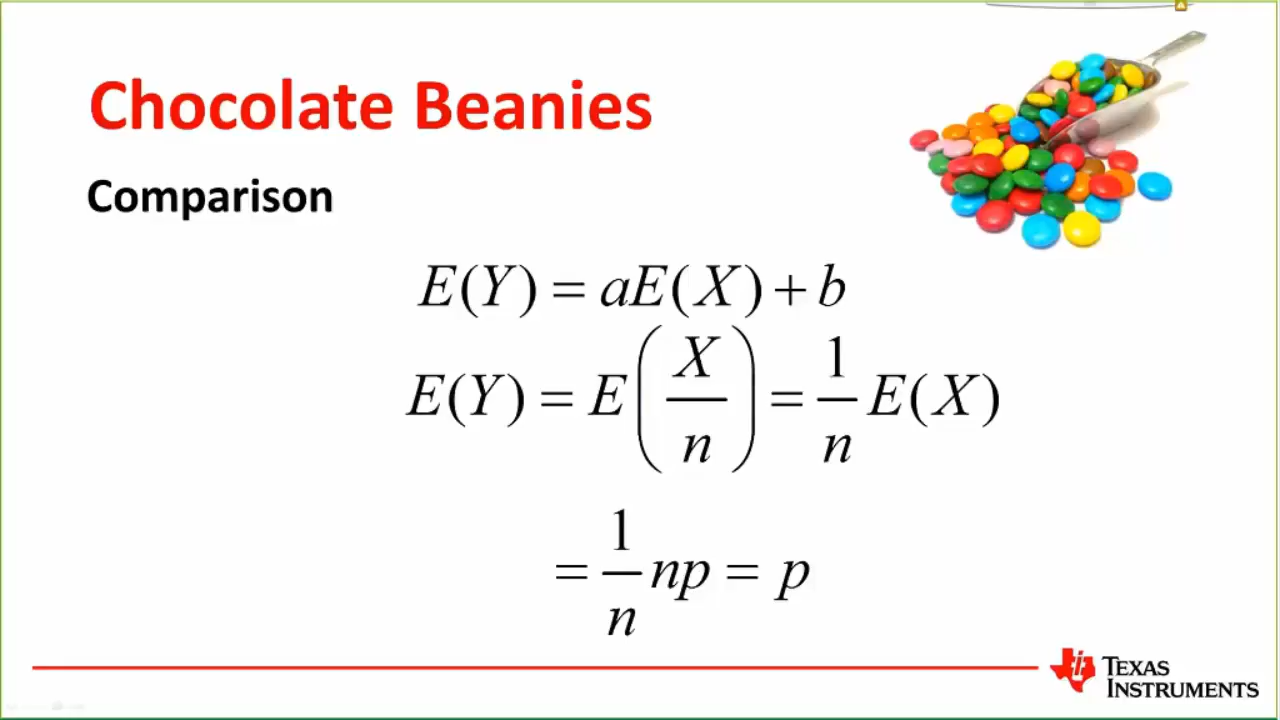 Chocolate Beanies
Comparison
E(Y) = aE(X) + b
E(Y) = E(X/n) = 1/n E(X)
= 1/n np = p
TEXAS
INSTRUMENTS